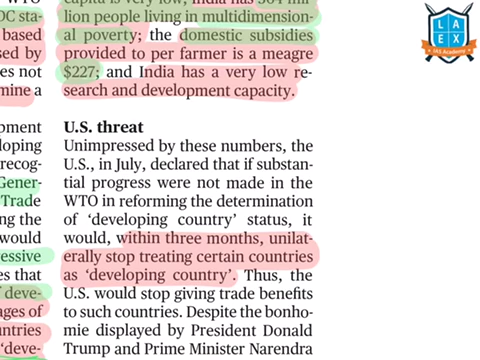 WTO
capita is very low; India has 364 mil-
DC sta-
lion people living in multidimension-
based
al poverty; the domestic subsidies
sed by
provided to per farmer is a meagre
es not
$227; and India has a very low re-
mine a
search and development capacity.
U.S. threat
pment
Unimpressed by these numbers, the
loping
U.S., in July, declared that if substan-
recog-
tial progress were not made in the
Gener-
WTO in reforming the determination
Trade
of ‘developing country’ status, it
ng the
would, within three months, unilat-
would
erally stop treating certain countries
essive
as ‘developing country’. Thus, the
es that
U.S. would stop giving trade benefits
deve-
to such countries. Despite the bonho-
ages of
mie displayed by President Donald
ntries
Trump and Prime Minister Narendra
‘deve-
L A
E X
IAS Academy